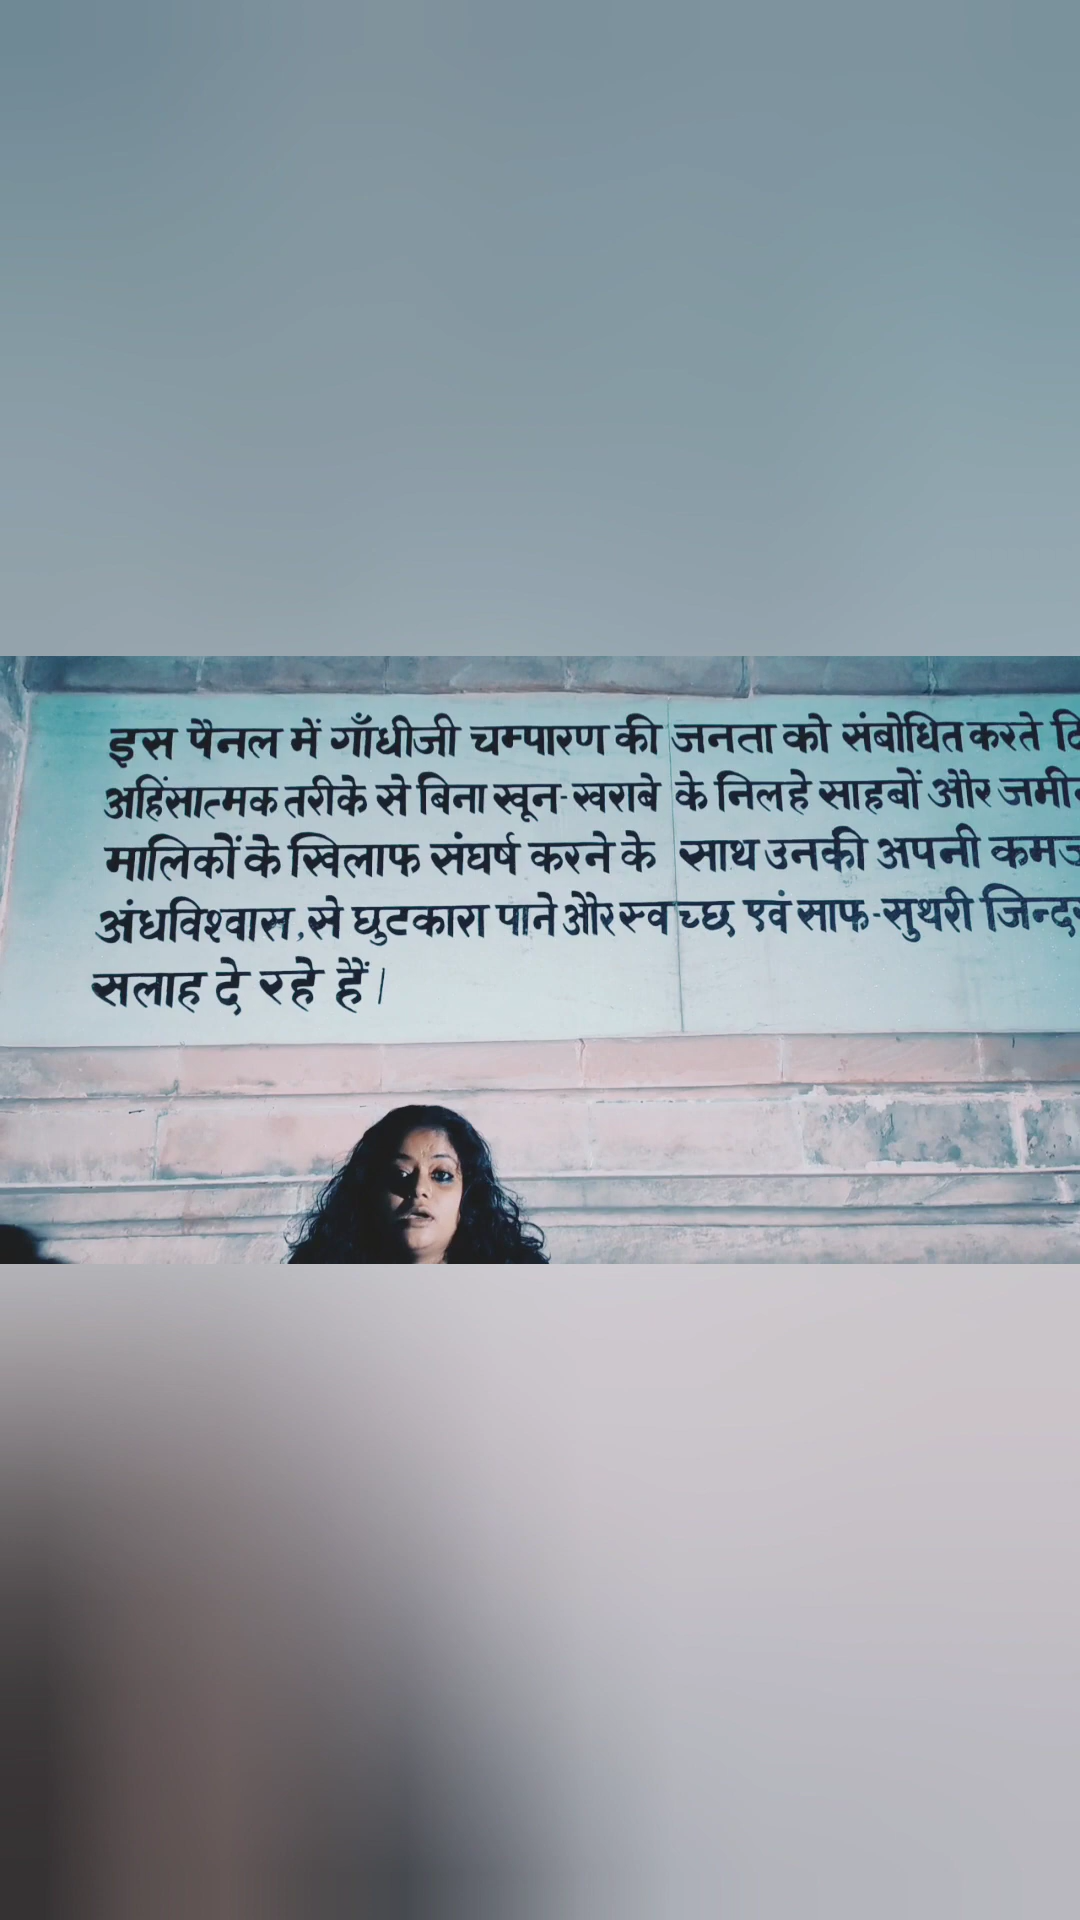 इस पैनल में गाँधीजी चम्पारण की जनता को संबोधित करते
अहिंसात्मक तरीके से बिना खून-खराबे के निलहे साहबों और
मालिकों के खिलाफ संघर्ष करने के साथ उनकी अपनी
अंधविश्वास, से घुटकारा पाने और स्वच्छ एवं साफ-सुथरी
सलाह दे रहे हैं।